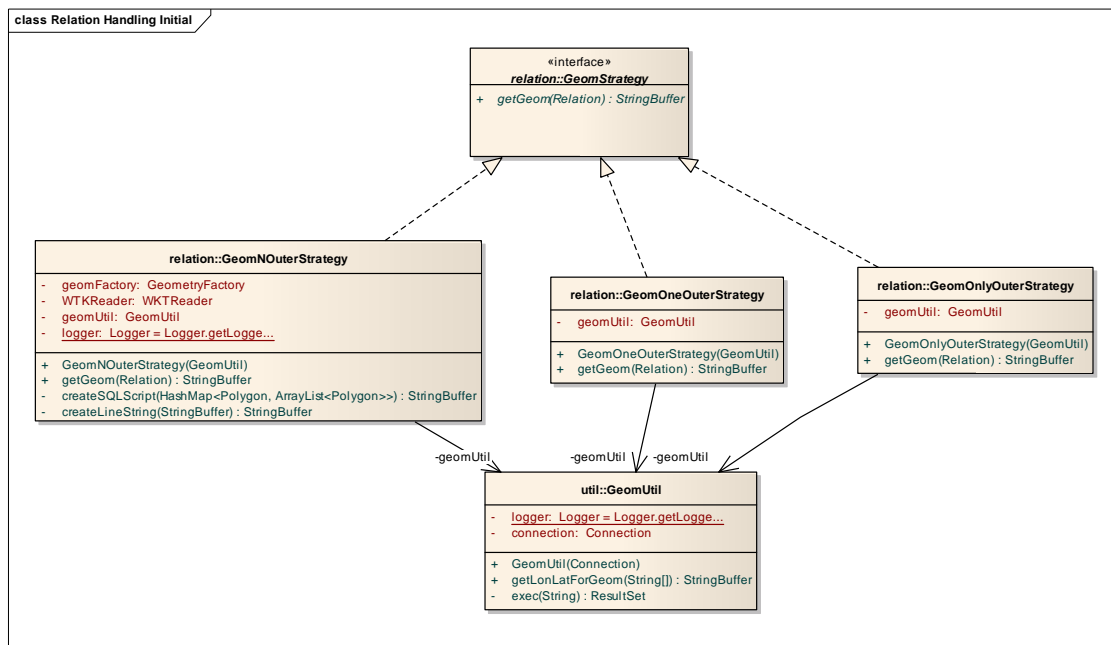 class Relation Handling Initial
«interface»
relation::GeomStrategy
+ getGeom(Relation) : StringBuffer
relation::GeomNOuterStrategy
- geomFactory: GeometryFactory
- WTKReader: WKTReader
- geomUtil: GeomUtil
- logger: Logger = Logger.getLogge...
+ GeomNOuterStrategy(GeomUtil)
+ getGeom(Relation) : StringBuffer
- createSQLScript(HashMap<Polygon, ArrayList<Polygon>>) : StringBuffer
- createLineString(StringBuffer) : StringBuffer
relation::GeomOneOuterStrategy
- geomUtil: GeomUtil
+ GeomOneOuterStrategy(GeomUtil)
+ getGeom(Relation) : StringBuffer
relation::GeomOnlyOuterStrategy
- geomUtil: GeomUtil
+ GeomOnlyOuterStrategy(GeomUtil)
+ getGeom(Relation) : StringBuffer
-geomUtil
-geomUtil
-geomUtil
util::GeomUtil
- logger: Logger = Logger.getLogge...
- connection: Connection
+ GeomUtil(Connection)
+ getLonLatForGeom(String[]) : StringBuffer
- exec(String) : ResultSet